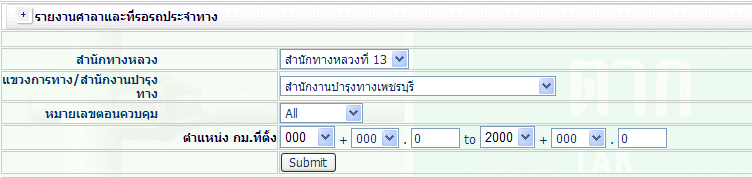 + รายงานศาลาและที่รอรถประจำทาง
สำนักทางหลวง สำนักทางหลวงที่ 13
แขวงการทาง/สำนักงานบำรุง
ทาง สำนักงานบำรุงทางเพชรบุรี
หมายเลขตอนควบคุม All
ตำแหน่ง กม.ที่ตั้ง 000 + 000 . 0 to 2000 + 000 . 0
Submit
ตาก
TAK